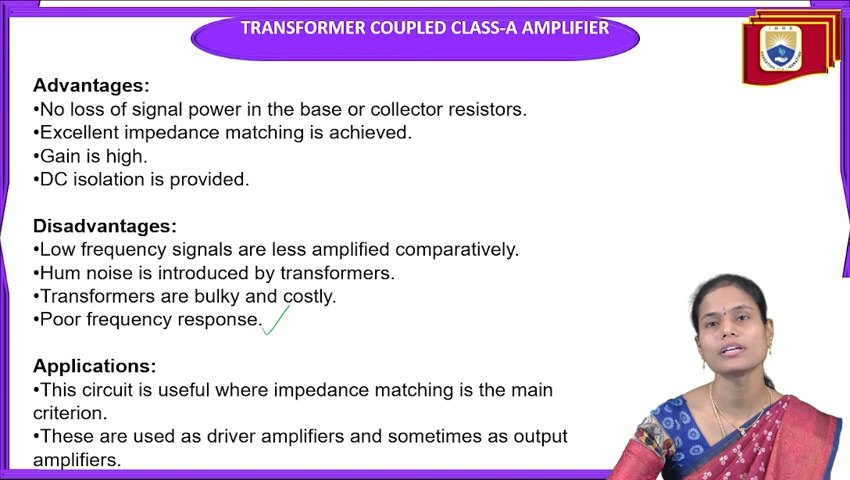 TRANSFORMER COUPLED CLASS-A AMPLIFIER
Advantages:
•No loss of signal power in the base or collector resistors.
•Excellent impedance matching is achieved.
•Gain is high.
•DC isolation is provided.
Disadvantages:
•Low frequency signals are less amplified comparatively.
•Hum noise is introduced by transformers.
•Transformers are bulky and costly.
•Poor frequency response.
Applications:
•This circuit is useful where impedance matching is the main
criterion.
•These are used as driver amplifiers and sometimes as output
amplifiers.